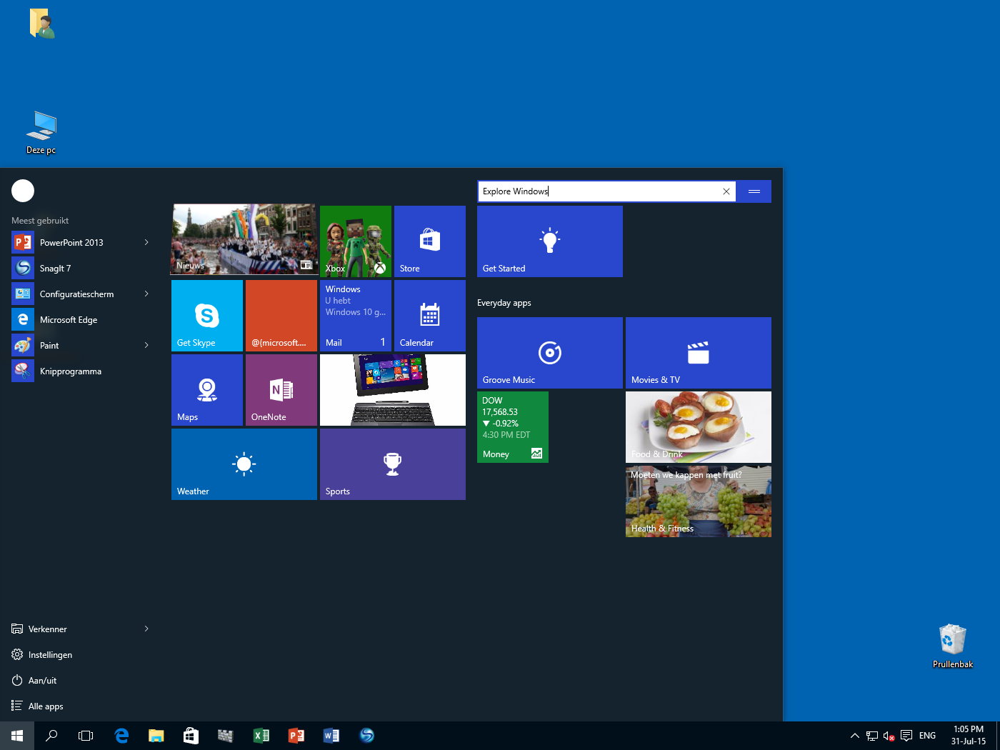 Deze pc
Explore Windows
Meest gebruikt
PowerPoint 2013
SnagIt 7
Configuratiescherm
Microsoft Edge
Paint
Knipprogramma
Nieuws
Xbox
Store
Get Skype
@{microsoft....
Windows
U hebt
Windows 10 g...
Mail 1
Calendar
Maps
N
OneNote
Weather
Sports
Get Started
Everyday apps
Groove Music
Movies & TV
DOW
17,568.53
▼ -0.92%
4:30 PM EDT
Money
Food & Drink
Moeten we kappen met fruit?
Health & Fitness
Verkenner
Instellingen
Aan/uit
Alle apps
Prullenbak
ENG
1:05 PM
31-Jul-15